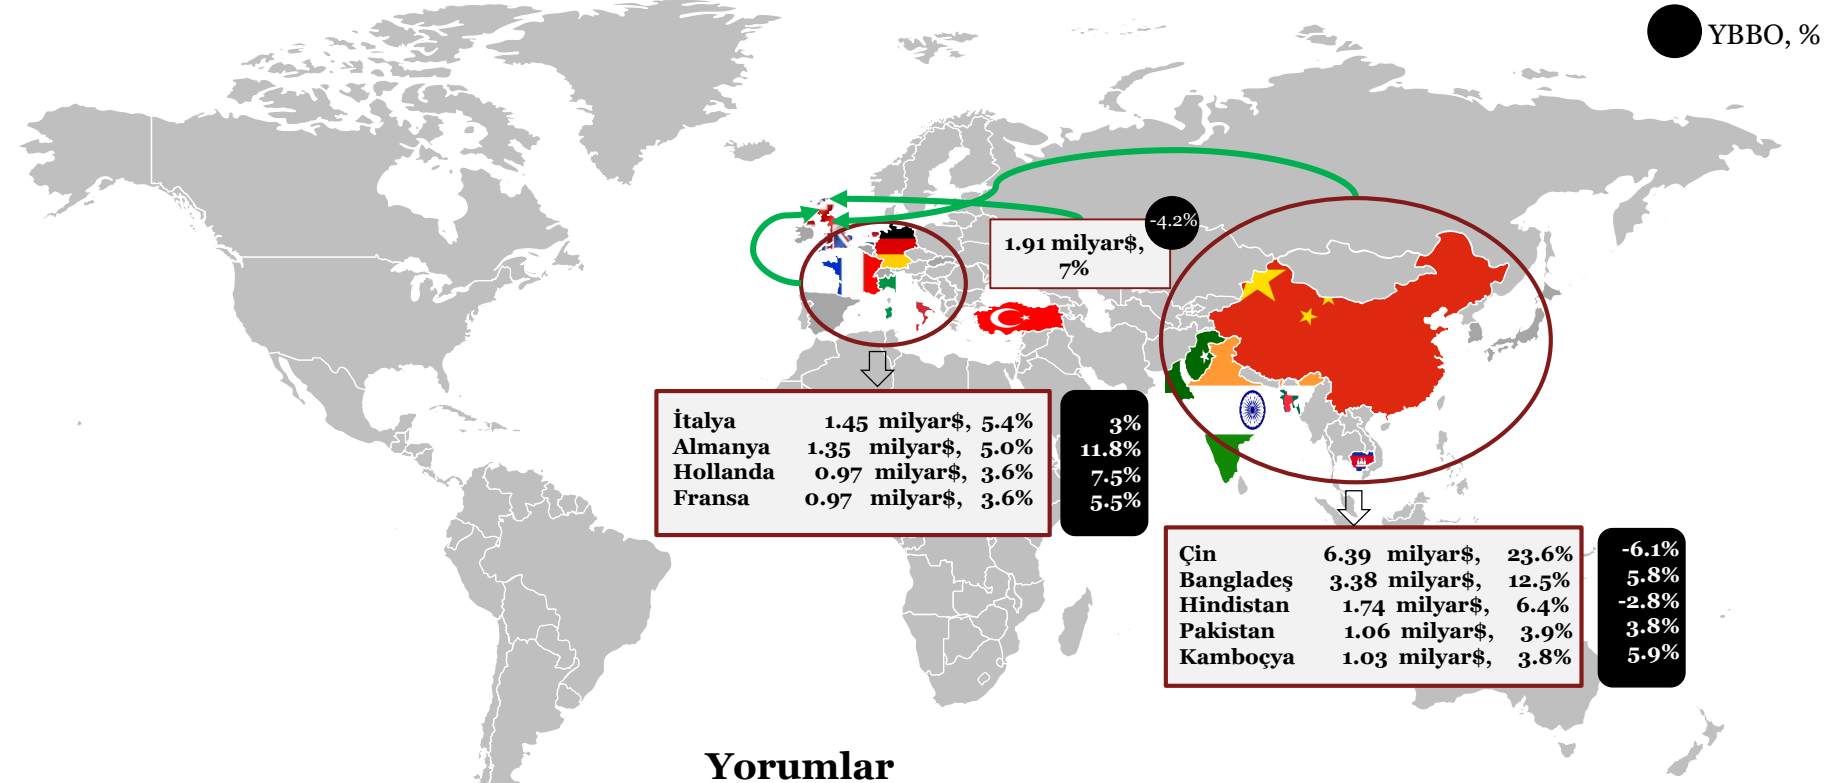 YBBO, %
-4.2%
1.91 milyar$,
7%
İtalya 1.45 milyar$, 5.4% 3%
Almanya 1.35 milyar$, 5.0% 11.8%
Hollanda 0.97 milyar$, 3.6% 7.5%
Fransa 0.97 milyar$, 3.6% 5.5%
Çin 6.39 milyar$, 23.6% -6.1%
Bangladeş 3.38 milyar$, 12.5% 5.8%
Hindistan 1.74 milyar$, 6.4% -2.8%
Pakistan 1.06 milyar$, 3.9% 3.8%
Kamboçya 1.03 milyar$, 3.8% 5.9%
Yorumlar